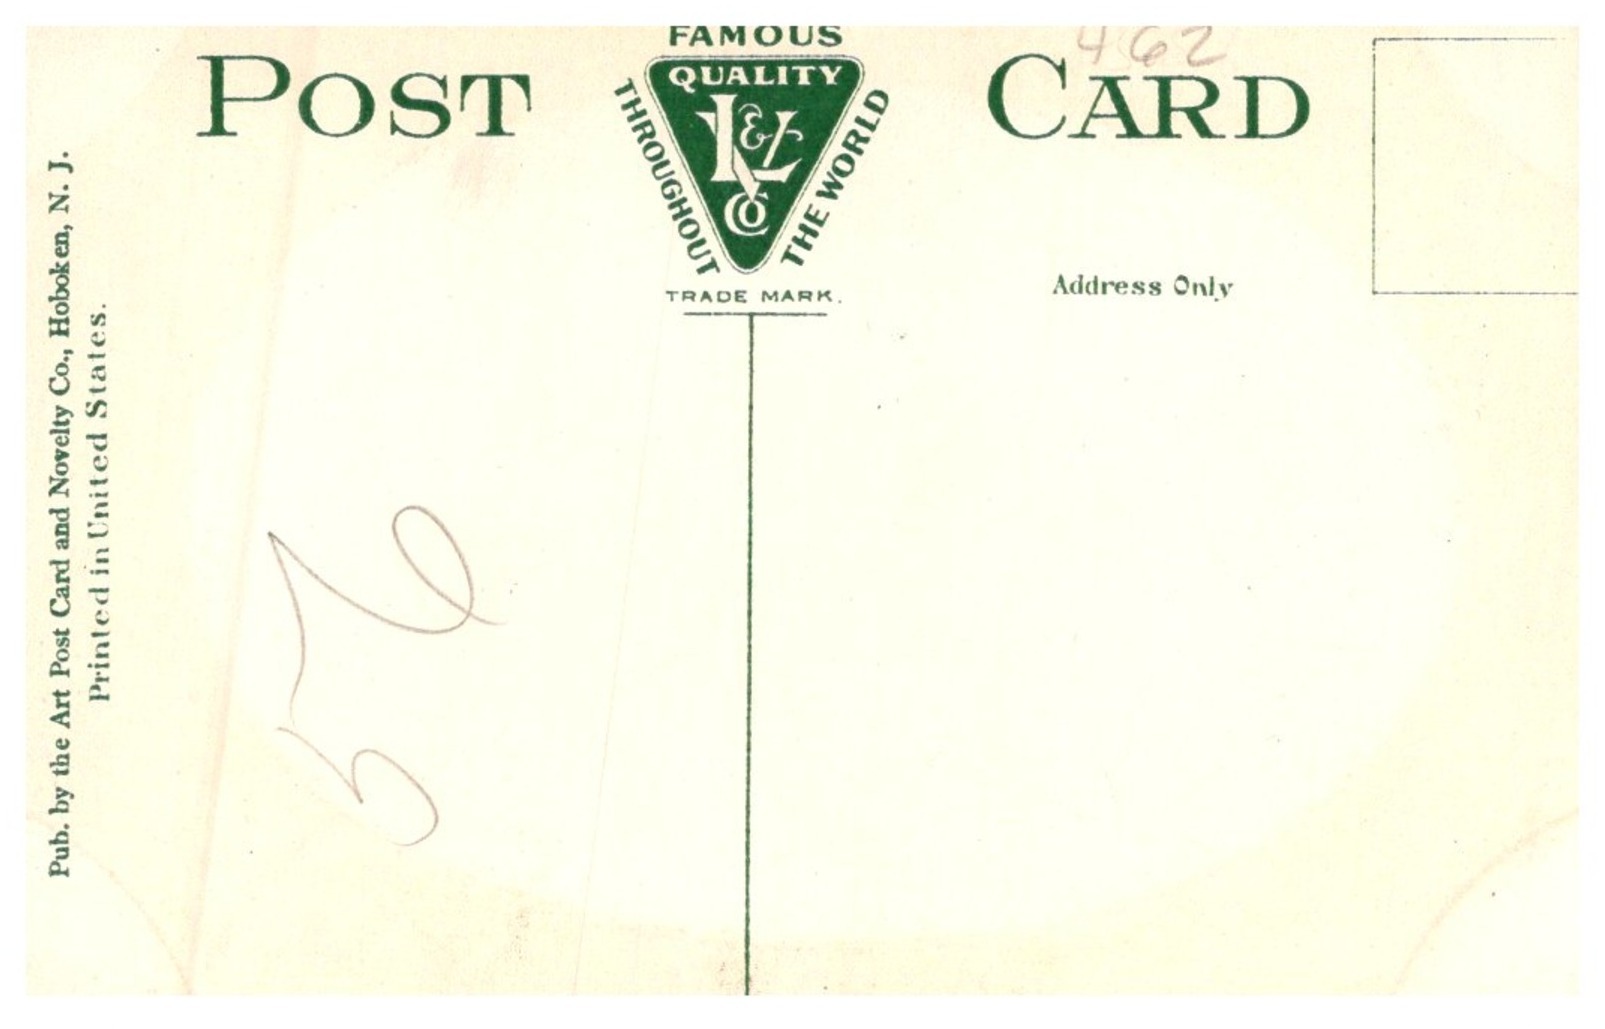 POST CARD
FAMOUS
QUALITY
THROUGHOUT
THE WORLD
K & L
Co
TRADE MARK.
462
Address Only
Pub. by the Art Post Card and Novelty Co., Hoboken, N. J.
Printed in United States.